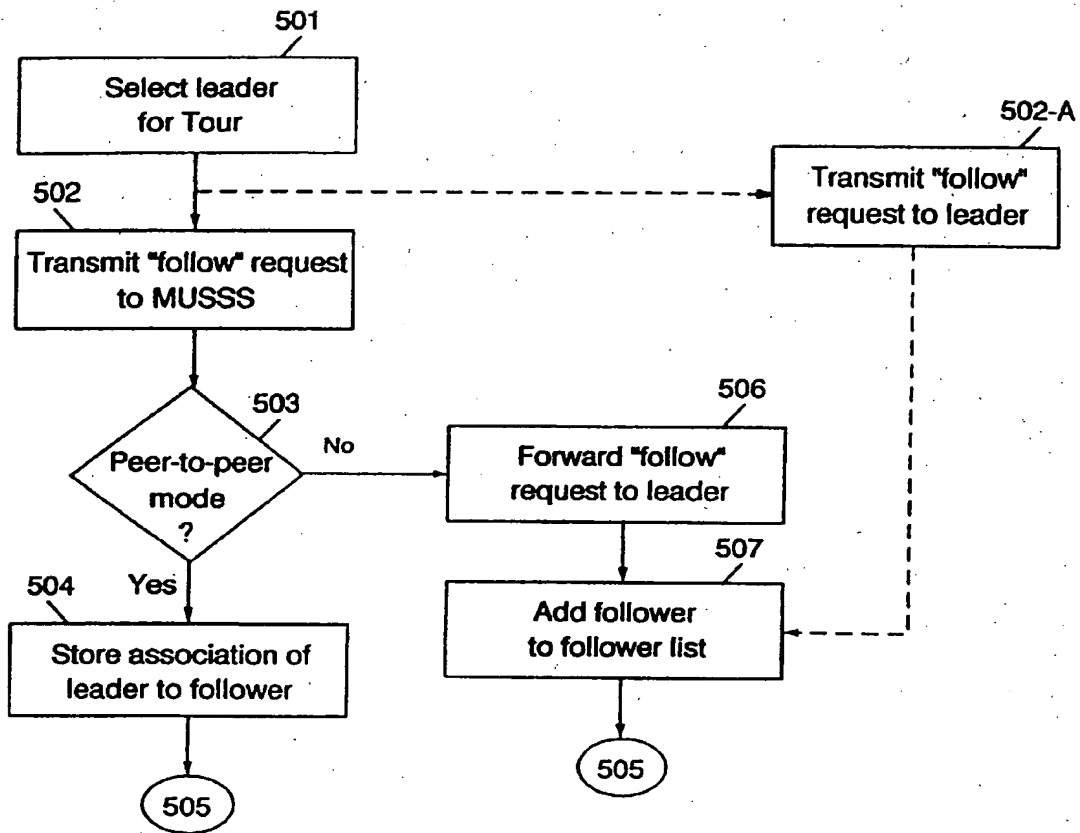 501
Select leader
for Tour
502-A
Transmit "follow"
request to leader
502
Transmit "follow" request
to MUSSS
503
Peer-to-peer
mode
?
No
Yes
506
Forward "follow"
request to leader
507
Add follower
to follower list
504
Store association of
leader to follower
505
505